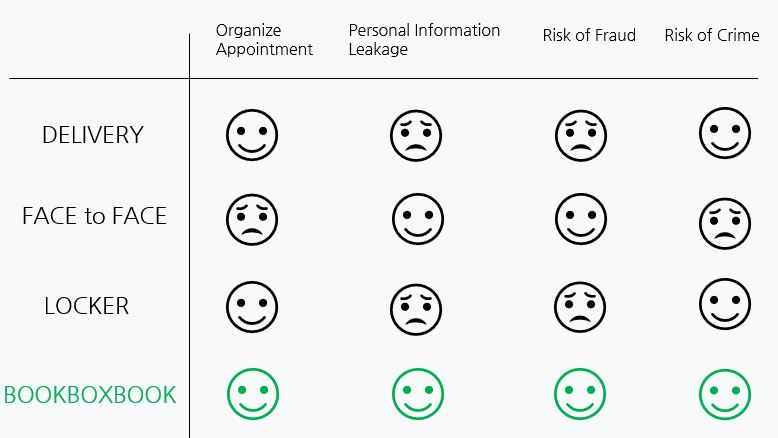 Organize
Appointment
Personal Information
Leakage
Risk of Fraud
Risk of Crime
DELIVERY
FACE to FACE
LOCKER
BOOKBOXBOOK